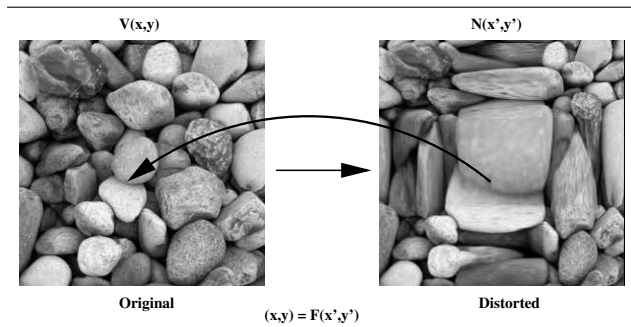 V(x,y)
N(x',y')
Original
Distorted
(x,y) = F(x',y')